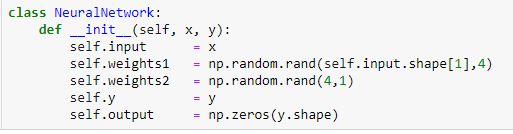 class NeuralNetwork:
    def __init__(self, x, y):
        self.input      = x
        self.weights1   = np.random.rand(self.input.shape[1],4)
        self.weights2   = np.random.rand(4,1)
        self.y          = y
        self.output     = np.zeros(y.shape)